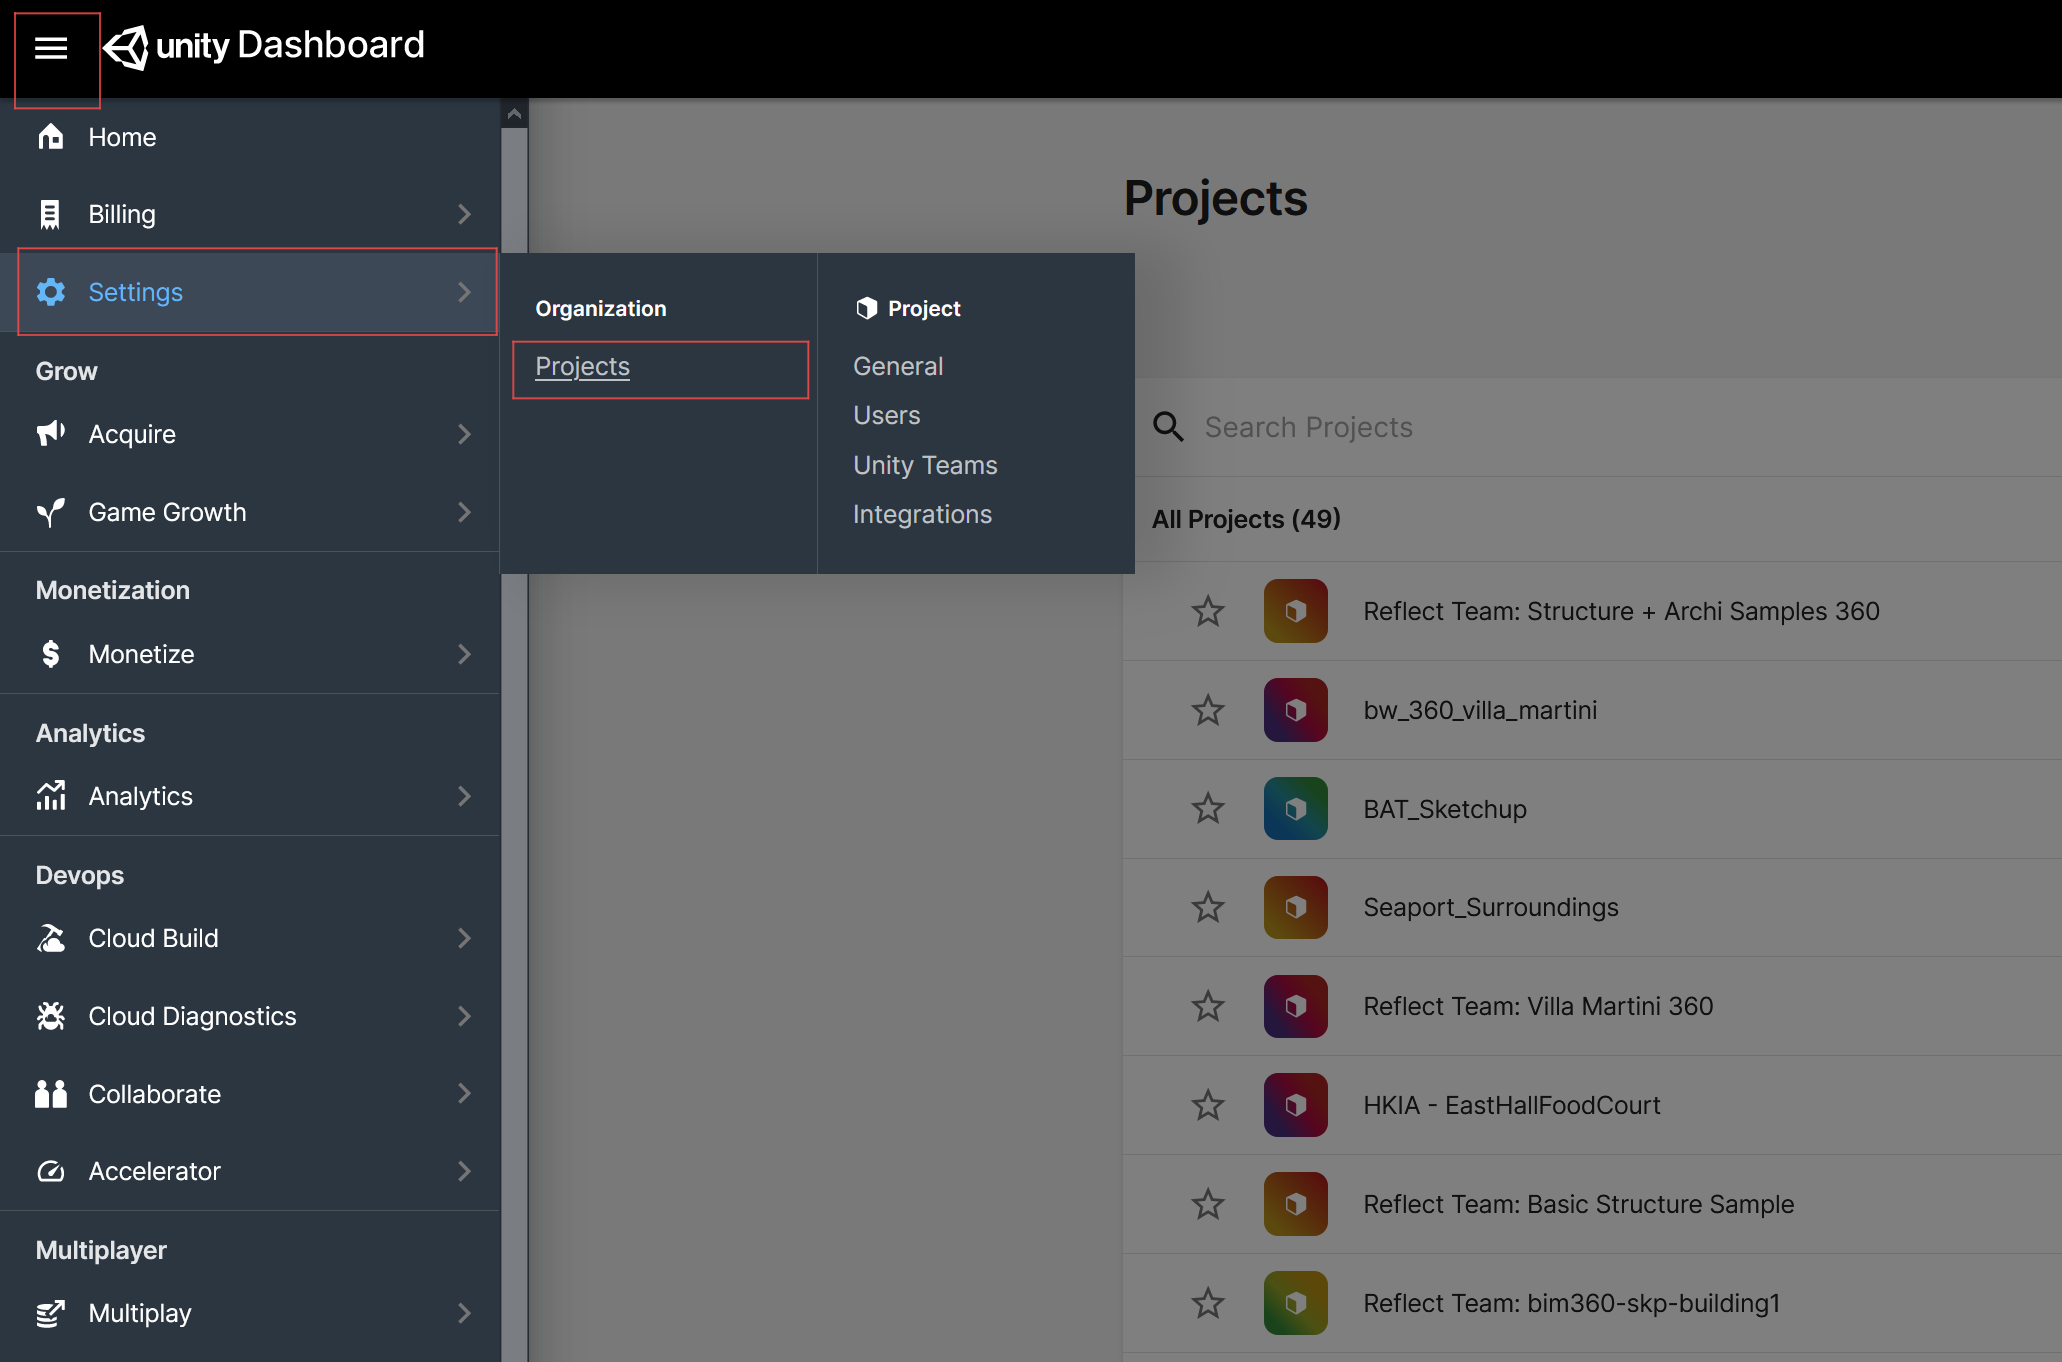 unity Dashboard
Home
Billing
Settings
Grow
Acquire
Game Growth
Monetization
Monetize
Analytics
Analytics
Devops
Cloud Build
Cloud Diagnostics
Collaborate
Accelerator
Multiplayer
Multiplay
Organization
Projects
Project
General
Users
Unity Teams
Integrations
Projects
Search Projects
All Projects (49)
Reflect Team: Structure + Archi Samples 360
bw_360_villa_martini
BAT_Sketchup
Seaport_Surroundings
Reflect Team: Villa Martini 360
HKIA - EastHallFoodCourt
Reflect Team: Basic Structure Sample
Reflect Team: bim360-skp-building1